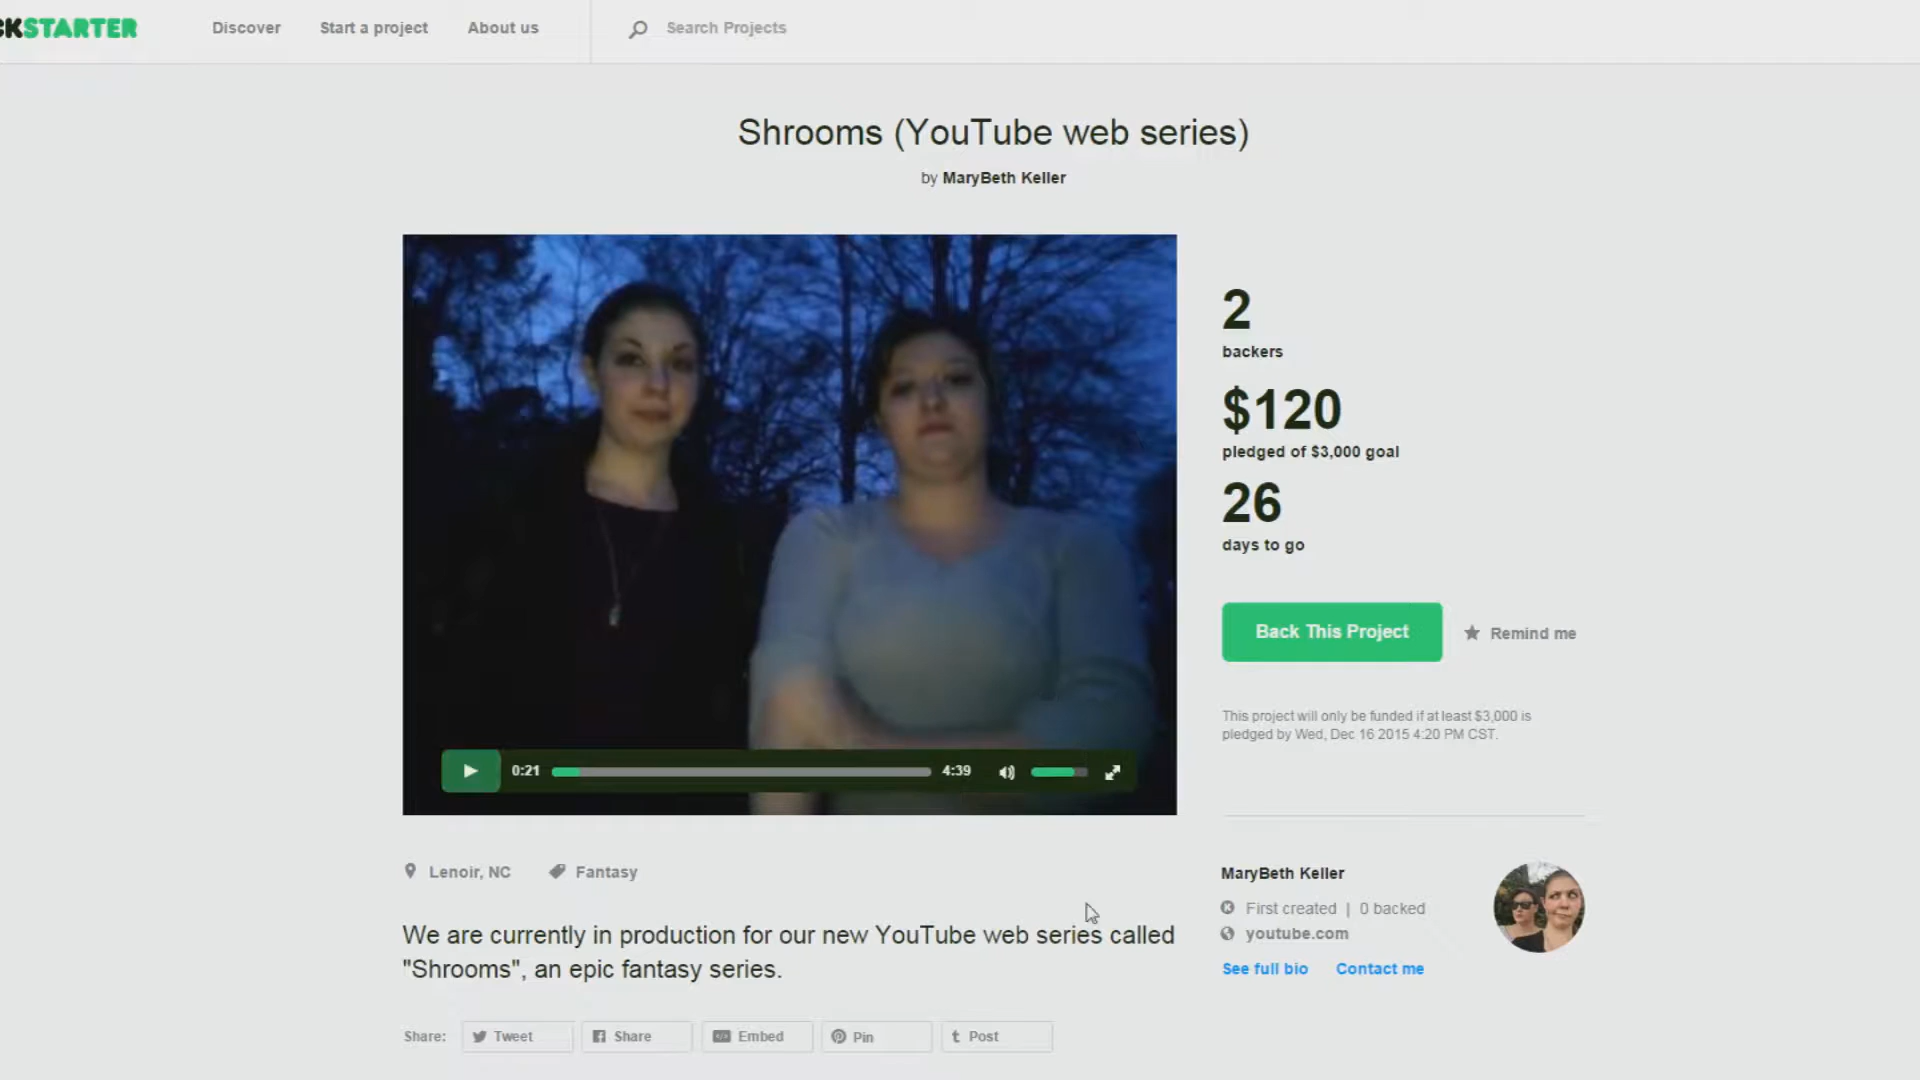 CKSTARTER
Discover
Start a project
About us
Search Projects
Shrooms (YouTube web series)
by MaryBeth Keller
2
backers
$120
pledged of $3,000 goal
26
days to go
Back This Project
Remind me
This project will only be funded if at least $3,000 is
pledged by Wed, Dec 16 2015 4:20 PM CST.
0:21
4:39
Lenoir, NC
Fantasy
We are currently in production for our new YouTube web series called
"Shrooms", an epic fantasy series.
MaryBeth Keller
First created | 0 backed
youtube.com
See full bio
Contact me
Share:
Tweet
Share
Embed
Pin
Post